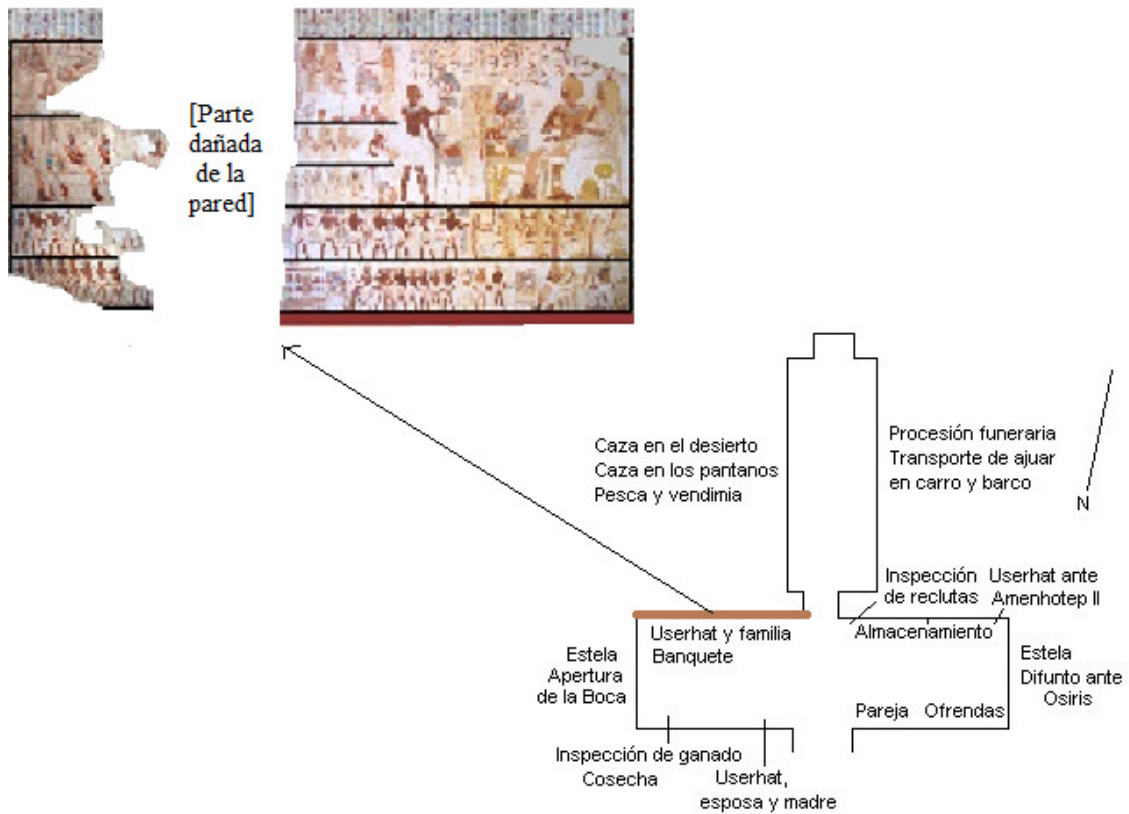 [Parte
dañada
de la
pared]
Caza en el desierto
Caza en los pantanos
Pesca y vendimia
Procesión funeraria
Transporte de ajuar
en carro y barco
N
Inspección
de reclutas
Userhat ante
Amenhotep II
Userhat y familia
Banquete
Almacenamiento
Estela
Apertura
de la Boca
Estela
Difunto ante
Osiris
Pareja Ofrendas
Inspección de ganado
Cosecha
Userhat,
esposa y madre